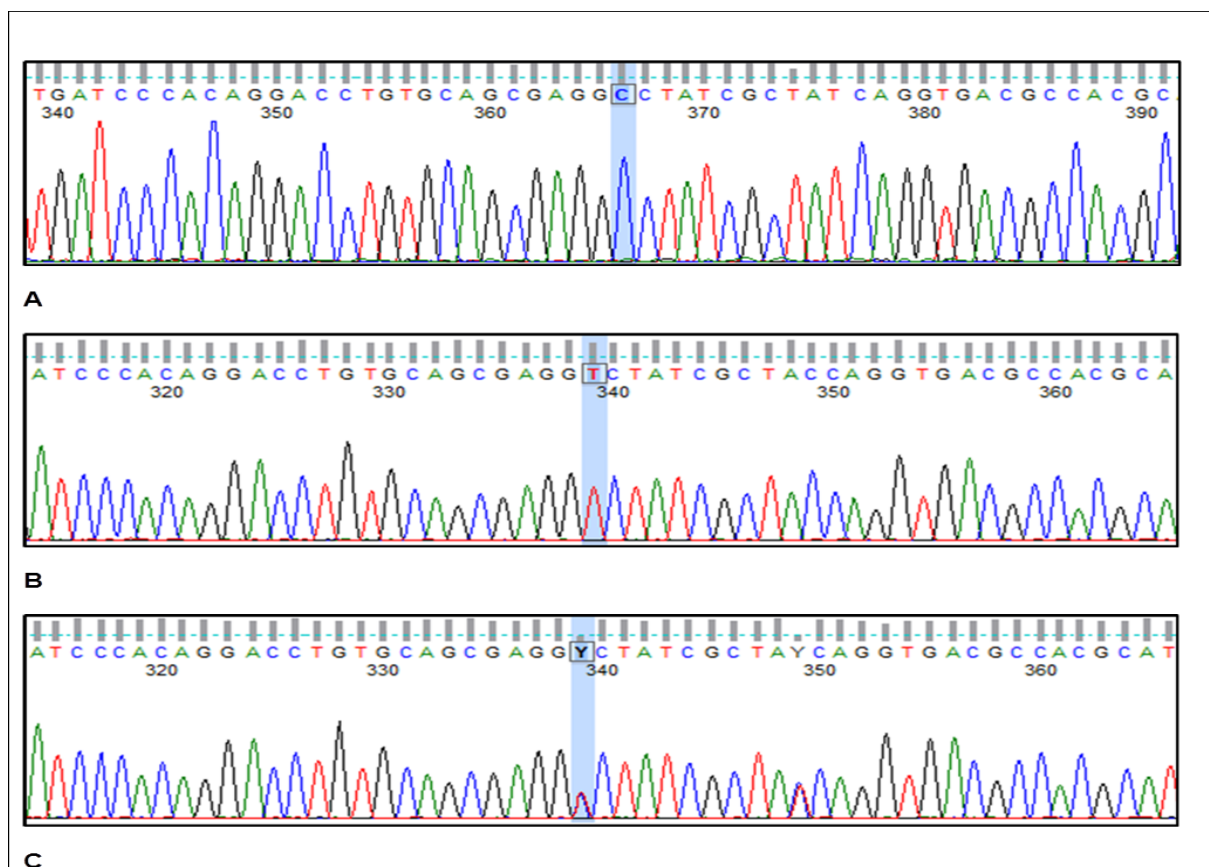 TGATCCCACAGGACCTGTGCAGCGAGGCCTATCGCTATCAGGTGACGCCACGC
340 350 360 370 380 390
A
ATCCCACAGGACCTGTGCAGCGAGGTCTATCGCTACCAGGTGACGCCACGCA
320 330 340 350 360
B
ATCCCACAGGACCTGTGCAGCGAGGYCTATCGCTAYCAGGTGACGCCACGCAT
320 330 340 350 360
C